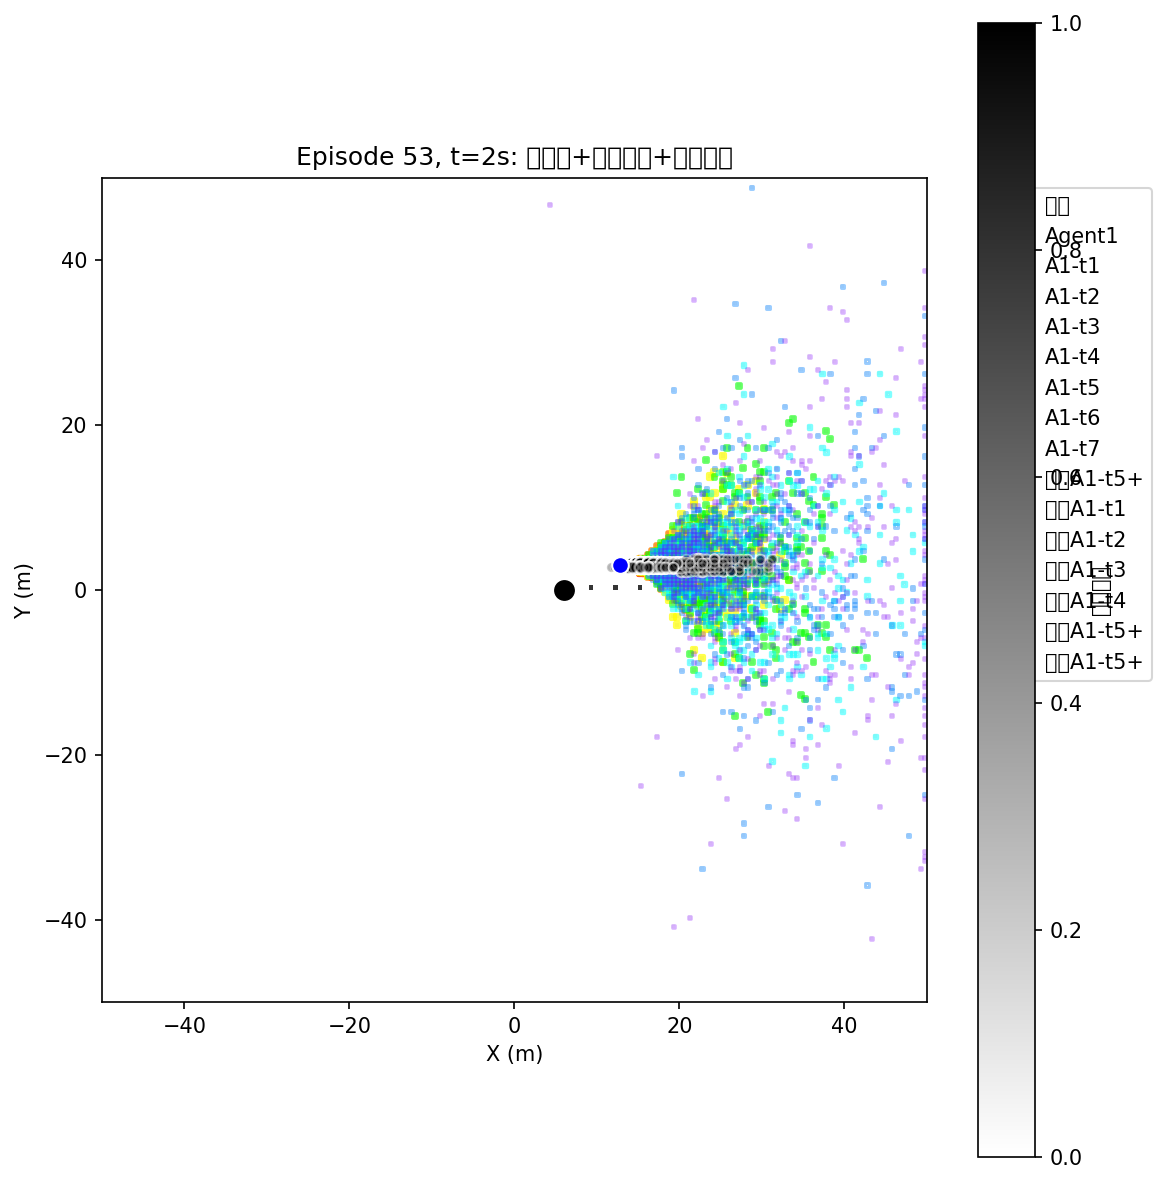 Episode 53, t=2s: □□□+□□□□+□□□□
40
20
0
−20
−40
Y (m)
−40
−20
0
20
40
X (m)
1.0
0.8
0.6
0.4
0.2
0.0
□□□
□□
Agent1
A1-t1
A1-t2
A1-t3
A1-t4
A1-t5
A1-t6
A1-t7
□□A1-t5+
□□A1-t1
□□A1-t2
□□A1-t3
□□A1-t4
□□A1-t5+
□□A1-t5+